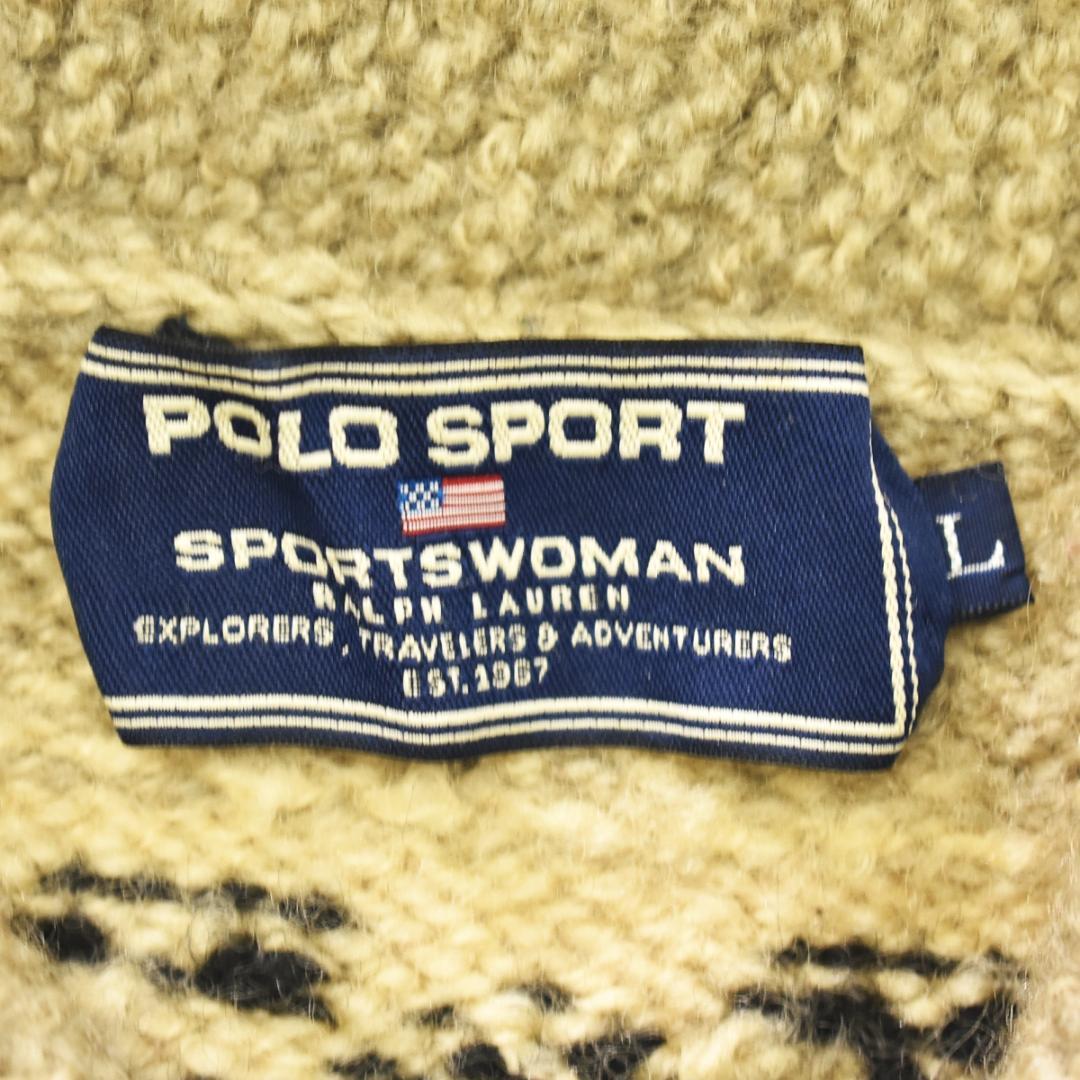 POLO SPORT
SPORTSWOMAN
RALPH LAUREN
EXPLORERS, TRAVELERS & ADVENTURERS
EST. 1967
L